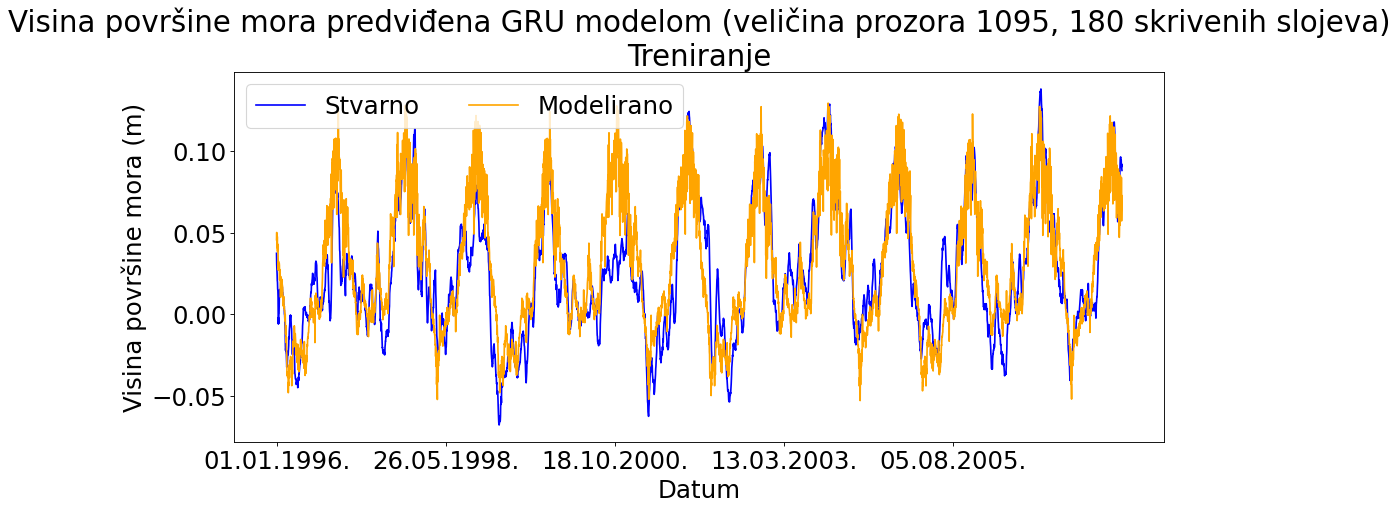 Visina površine mora predviđena GRU modelom (veličina prozora 1095, 180 skrivenih slojeva)
Treniranje
Stvarno
Modelirano
Visina površine mora (m)
0.10
0.05
0.00
−0.05
01.01.1996.
26.05.1998.
18.10.2000.
13.03.2003.
05.08.2005.
Datum